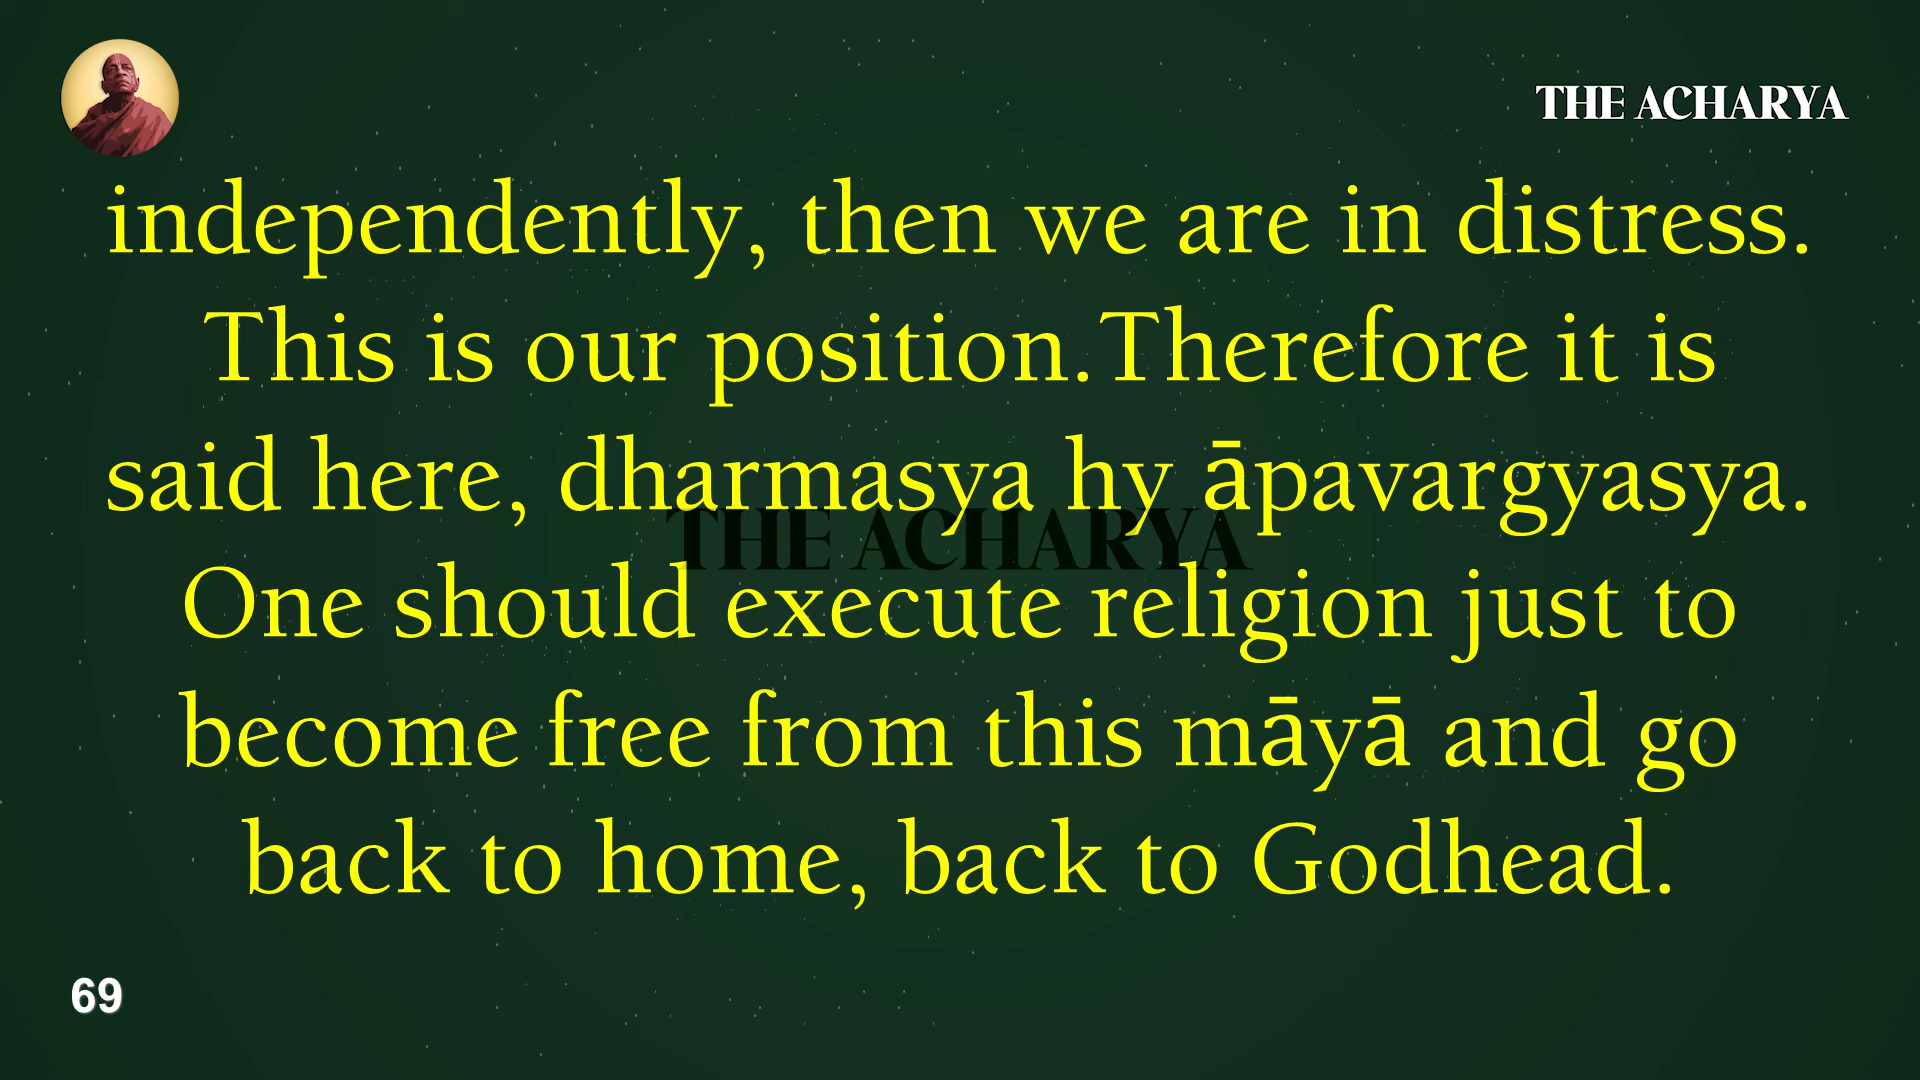 THE ACHARYA
independently, then we are in distress.
This is our position.Therefore it is
said here, dharmasya hy āpavargyasya.
THE ACHARYA
One should execute religion just to
become free from this māyā and go
back to home, back to Godhead.
69